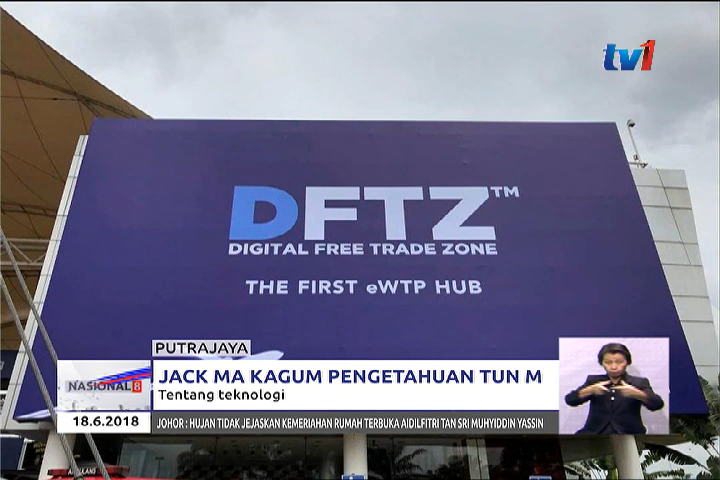 tv1
DFTZ™
DIGITAL FREE TRADE ZONE
THE FIRST eWTP HUB
PUTRAJAYA
NASIONAL 8
JACK MA KAGUM PENGETAHUAN TUN M
Tentang teknologi
18.6.2018
JOHOR : HUJAN TIDAK JEJASKAN KEMERIAHAN RUMAH TERBUKA AIDILFITRI TAN SRI MUHYIDDIN YASSIN